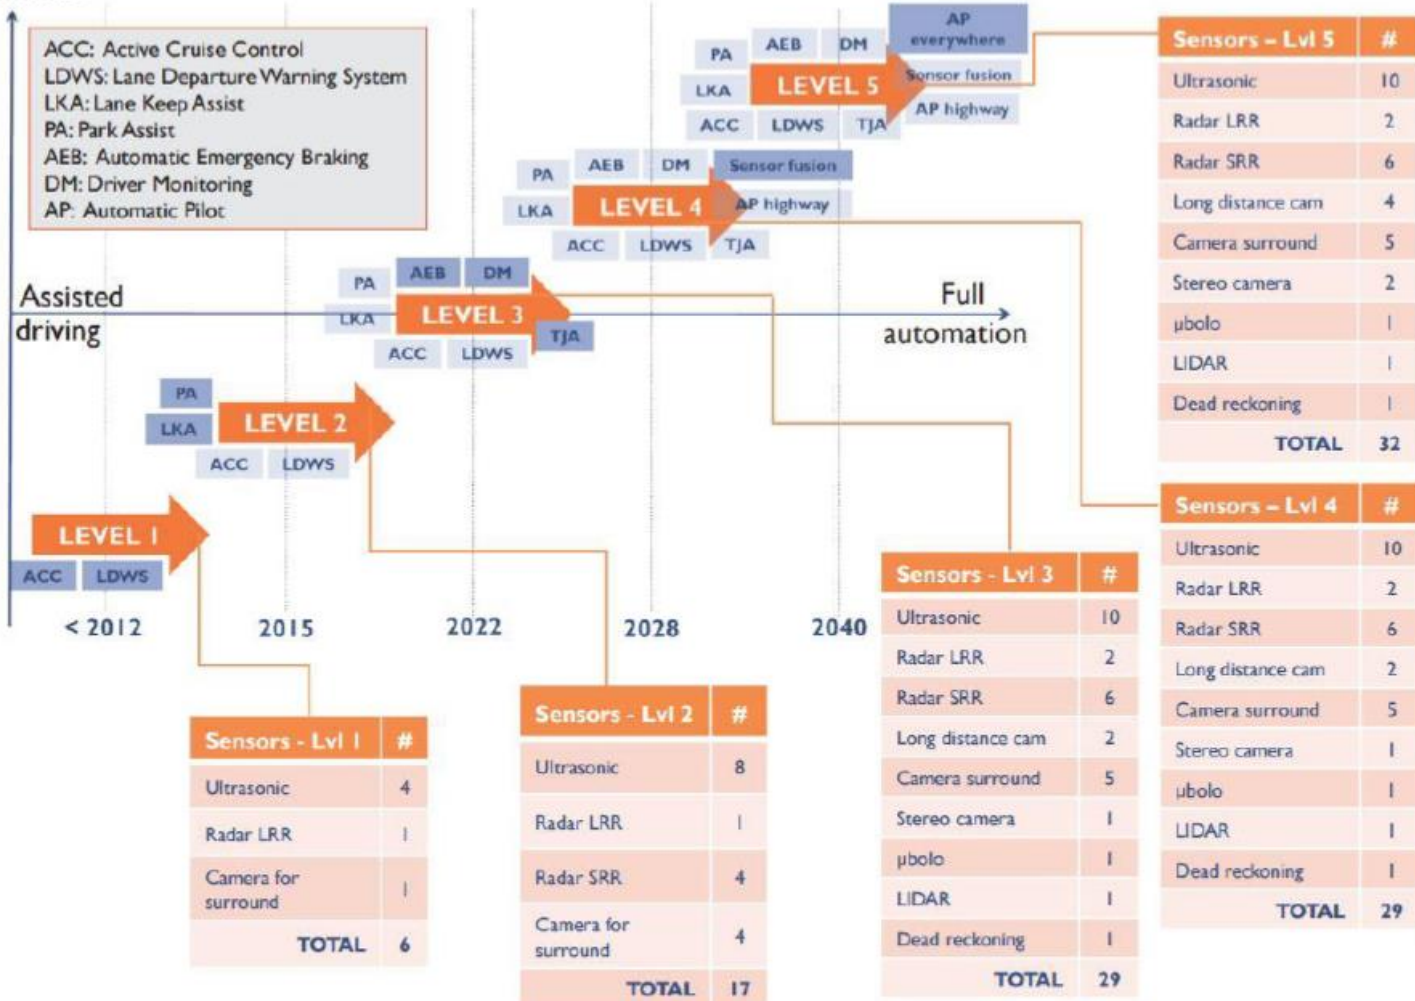 ACC: Active Cruise Control
LDWS: Lane Departure Warning System
LKA: Lane Keep Assist
PA: Park Assist
AEB: Automatic Emergency Braking
DM: Driver Monitoring
AP: Automatic Pilot
AP
everywhere
AEB DM
PA
Sensor fusion
LEVEL 5
LKA
AP highway
ACC LDWS TJA
AEB DM Sensor fusion
PA
LKA LEVEL 4 AP highway
ACC LDWS TJA
AEB DM
PA
Assisted
driving
LKA LEVEL 3
TJA
ACC LDWS
Full
automation
PA
LKA LEVEL 2
ACC LDWS
LEVEL 1
ACC LDWS
< 2012 2015 2022 2028 2040
Sensors - Lvl 1 #
Ultrasonic 4
Radar LRR 1
Camera for
surround 1
TOTAL 6
Sensors - Lvl 2 #
Ultrasonic 8
Radar LRR 1
Radar SRR 4
Camera for
surround 4
TOTAL 17
Sensors - Lvl 3 #
Ultrasonic 10
Radar LRR 2
Radar SRR 6
Long distance cam 2
Camera surround 5
Stereo camera 1
µbolo 1
LIDAR 1
Dead reckoning 1
TOTAL 29
Sensors – Lvl 4 #
Ultrasonic 10
Radar LRR 2
Radar SRR 6
Long distance cam 2
Camera surround 5
Stereo camera 1
µbolo 1
LIDAR 1
Dead reckoning 1
TOTAL 29
Sensors – Lvl 5 #
Ultrasonic 10
Radar LRR 2
Radar SRR 6
Long distance cam 4
Camera surround 5
Stereo camera 2
µbolo 1
LIDAR 1
Dead reckoning 1
TOTAL 32